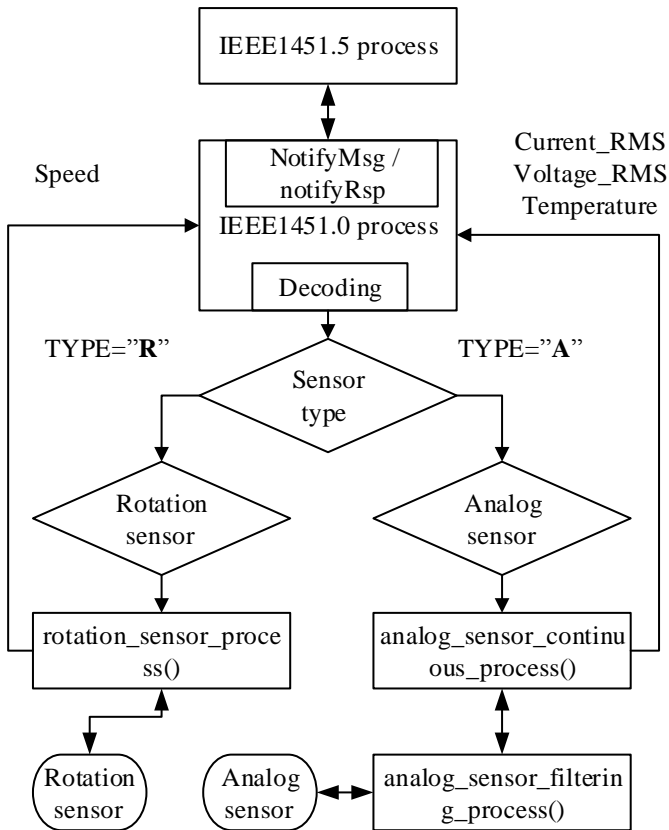 IEEE1451.5 process
NotifyMsg /
notifyRsp
IEEE1451.0 process
Decoding
Speed
Current_RMS
Voltage_RMS
Temperature
TYPE=”R”
TYPE=”A”
Sensor
type
Rotation
sensor
Analog
sensor
rotation_sensor_proce
ss()
analog_sensor_continu
ous_process()
Rotation
sensor
Analog
sensor
analog_sensor_filterin
g_process()